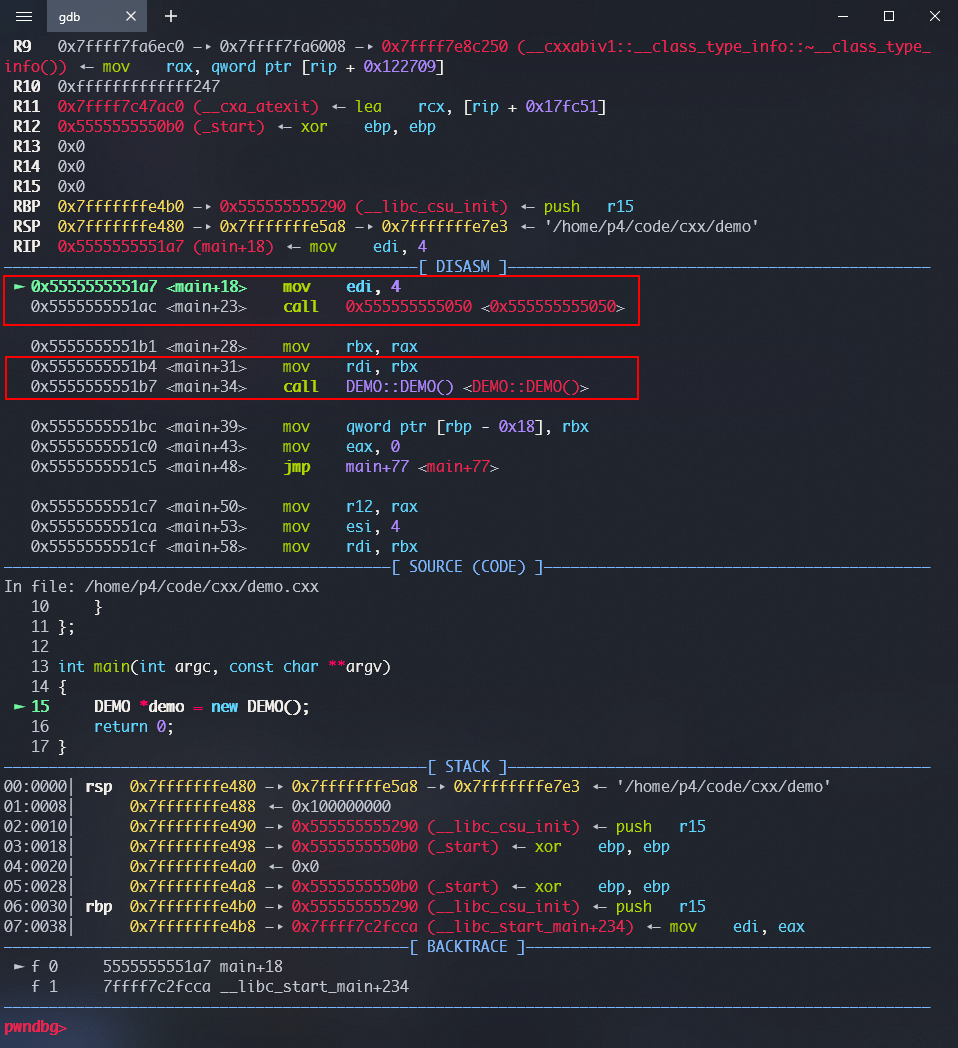 gdb
R9 0x7ffff7fa6ec0 —▸ 0x7ffff7fa6008 —▸ 0x7ffff7e8c250 (__cxxabiv1::__class_type_info::~__class_type_
info()) ◂— mov rax, qword ptr [rip + 0x122709]
R10 0xfffffffffffff247
R11 0x7ffff7c47ac0 (__cxa_atexit) ◂— lea rcx, [rip + 0x17fc51]
R12 0x5555555550b0 (_start) ◂— xor ebp, ebp
R13 0x0
R14 0x0
R15 0x0
RBP 0x7fffffffe4b0 —▸ 0x555555555290 (__libc_csu_init) ◂— push r15
RSP 0x7fffffffe480 —▸ 0x7fffffffe5a8 —▸ 0x7fffffffe7e3 ◂— '/home/p4/code/cxx/demo'
RIP 0x5555555551a7 (main+18) ◂— mov edi, 4
[ DISASM ]
► 0x5555555551a7 <main+18> mov edi, 4
0x5555555551ac <main+23> call 0x555555555050 <0x555555555050>
0x5555555551b1 <main+28> mov rbx, rax
0x5555555551b4 <main+31> mov rdi, rbx
0x5555555551b7 <main+34> call DEMO::DEMO() <DEMO::DEMO()>
0x5555555551bc <main+39> mov qword ptr [rbp - 0x18], rbx
0x5555555551c0 <main+43> mov eax, 0
0x5555555551c5 <main+48> jmp main+77 <main+77>
0x5555555551c7 <main+50> mov r12, rax
0x5555555551ca <main+53> mov esi, 4
0x5555555551cf <main+58> mov rdi, rbx
[ SOURCE (CODE) ]
In file: /home/p4/code/cxx/demo.cxx
10 }
11 };
12
13 int main(int argc, const char **argv)
14 {
► 15 DEMO *demo = new DEMO();
16 return 0;
17 }
[ STACK ]
00:0000│ rsp 0x7fffffffe480 —▸ 0x7fffffffe5a8 —▸ 0x7fffffffe7e3 ◂— '/home/p4/code/cxx/demo'
01:0008│ 0x7fffffffe488 ◂— 0x100000000
02:0010│ 0x7fffffffe490 —▸ 0x555555555290 (__libc_csu_init) ◂— push r15
03:0018│ 0x7fffffffe498 —▸ 0x5555555550b0 (_start) ◂— xor ebp, ebp
04:0020│ 0x7fffffffe4a0 ◂— 0x0
05:0028│ 0x7fffffffe4a8 —▸ 0x5555555550b0 (_start) ◂— xor ebp, ebp
06:0030│ rbp 0x7fffffffe4b0 —▸ 0x555555555290 (__libc_csu_init) ◂— push r15
07:0038│ 0x7fffffffe4b8 —▸ 0x7ffff7c2fcca (__libc_start_main+234) ◂— mov edi, eax
[ BACKTRACE ]
► f 0 5555555551a7 main+18
f 1 7ffff7c2fcca __libc_start_main+234
pwndbg>